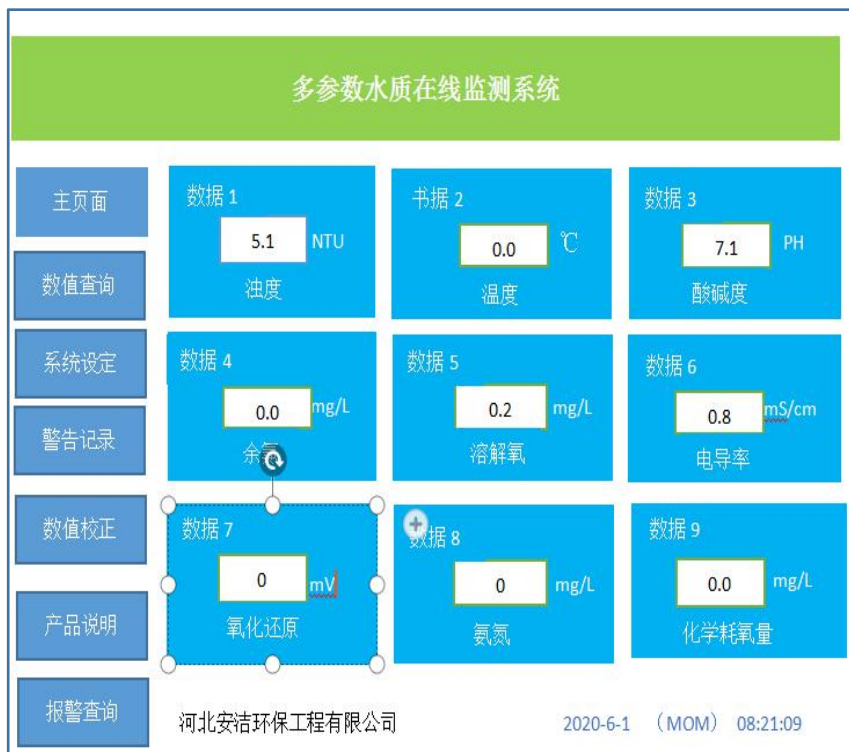 多参数水质在线监测系统
主页面
数值查询
系统设定
警告记录
数值校正
产品说明
报警查询
数据 1
5.1 NTU
浊度
书据 2
0.0 ℃
温度
数据 3
7.1 PH
酸碱度
数据 4
0.0 mg/L
余
数据 5
0.2 mg/L
溶解氧
数据 6
0.8 mS/cm
电导率
数据 7
0 mV
氧化还原
数据 8
0 mg/L
氨氮
数据 9
0.0 mg/L
化学耗氧量
河北安洁环保工程有限公司
2020-6-1 （MOM） 08:21:09